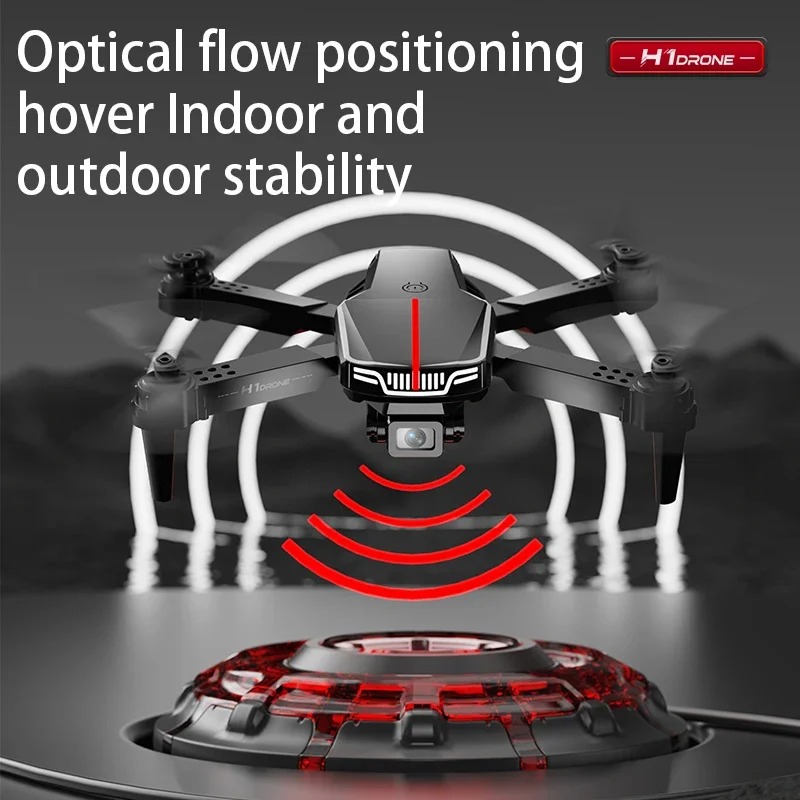 Optical flow positioning
hover Indoor and
outdoor stability
H1DRONE
H1DRONE